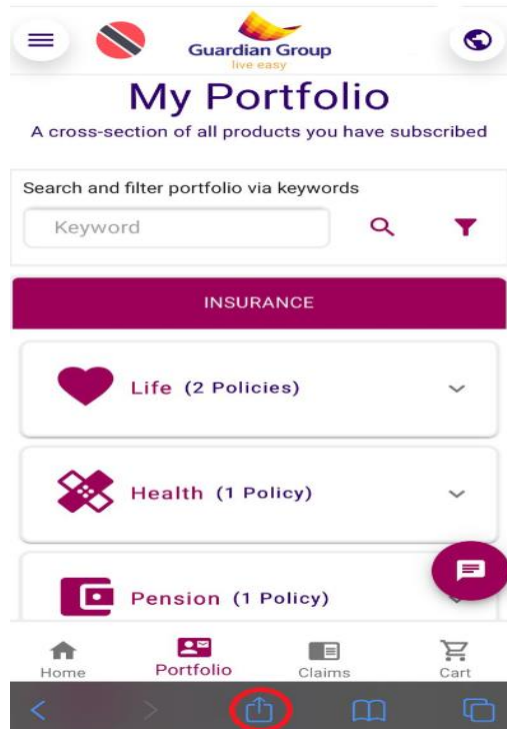 Guardian Group
live easy
My Portfolio
A cross-section of all products you have subscribed
Search and filter portfolio via keywords
Keyword
INSURANCE
Life (2 Policies)
Health (1 Policy)
Pension (1 Policy)
Home Portfolio Claims Cart